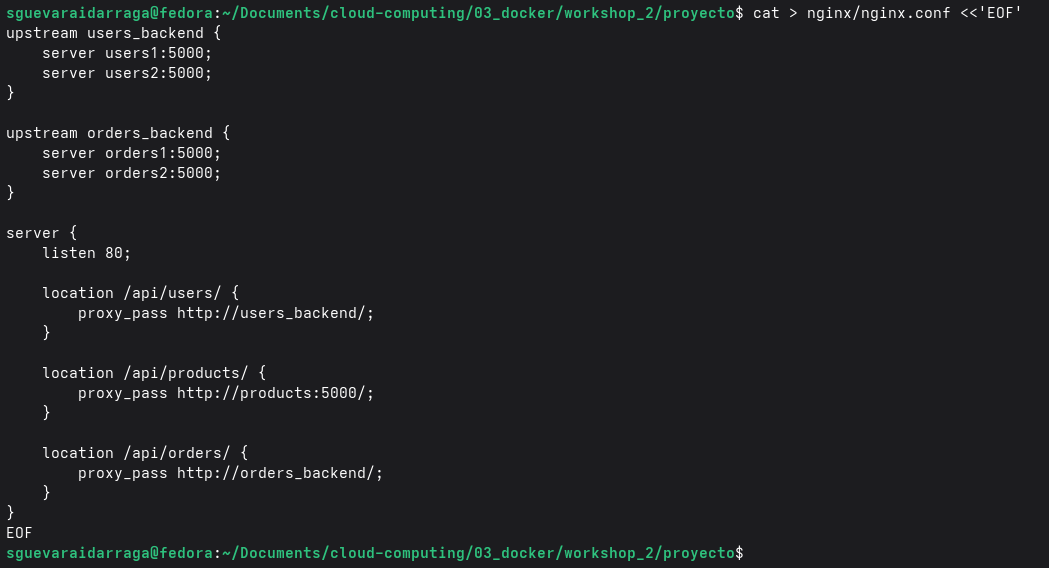 sguevaraidarraga@fedora:~/Documents/cloud-computing/03_docker/workshop_2/proyecto$ cat > nginx/nginx.conf <<'EOF'
upstream users_backend {
    server users1:5000;
    server users2:5000;
}

upstream orders_backend {
    server orders1:5000;
    server orders2:5000;
}

server {
    listen 80;

    location /api/users/ {
        proxy_pass http://users_backend/;
    }

    location /api/products/ {
        proxy_pass http://products:5000/;
    }

    location /api/orders/ {
        proxy_pass http://orders_backend/;
    }
}
EOF
sguevaraidarraga@fedora:~/Documents/cloud-computing/03_docker/workshop_2/proyecto$